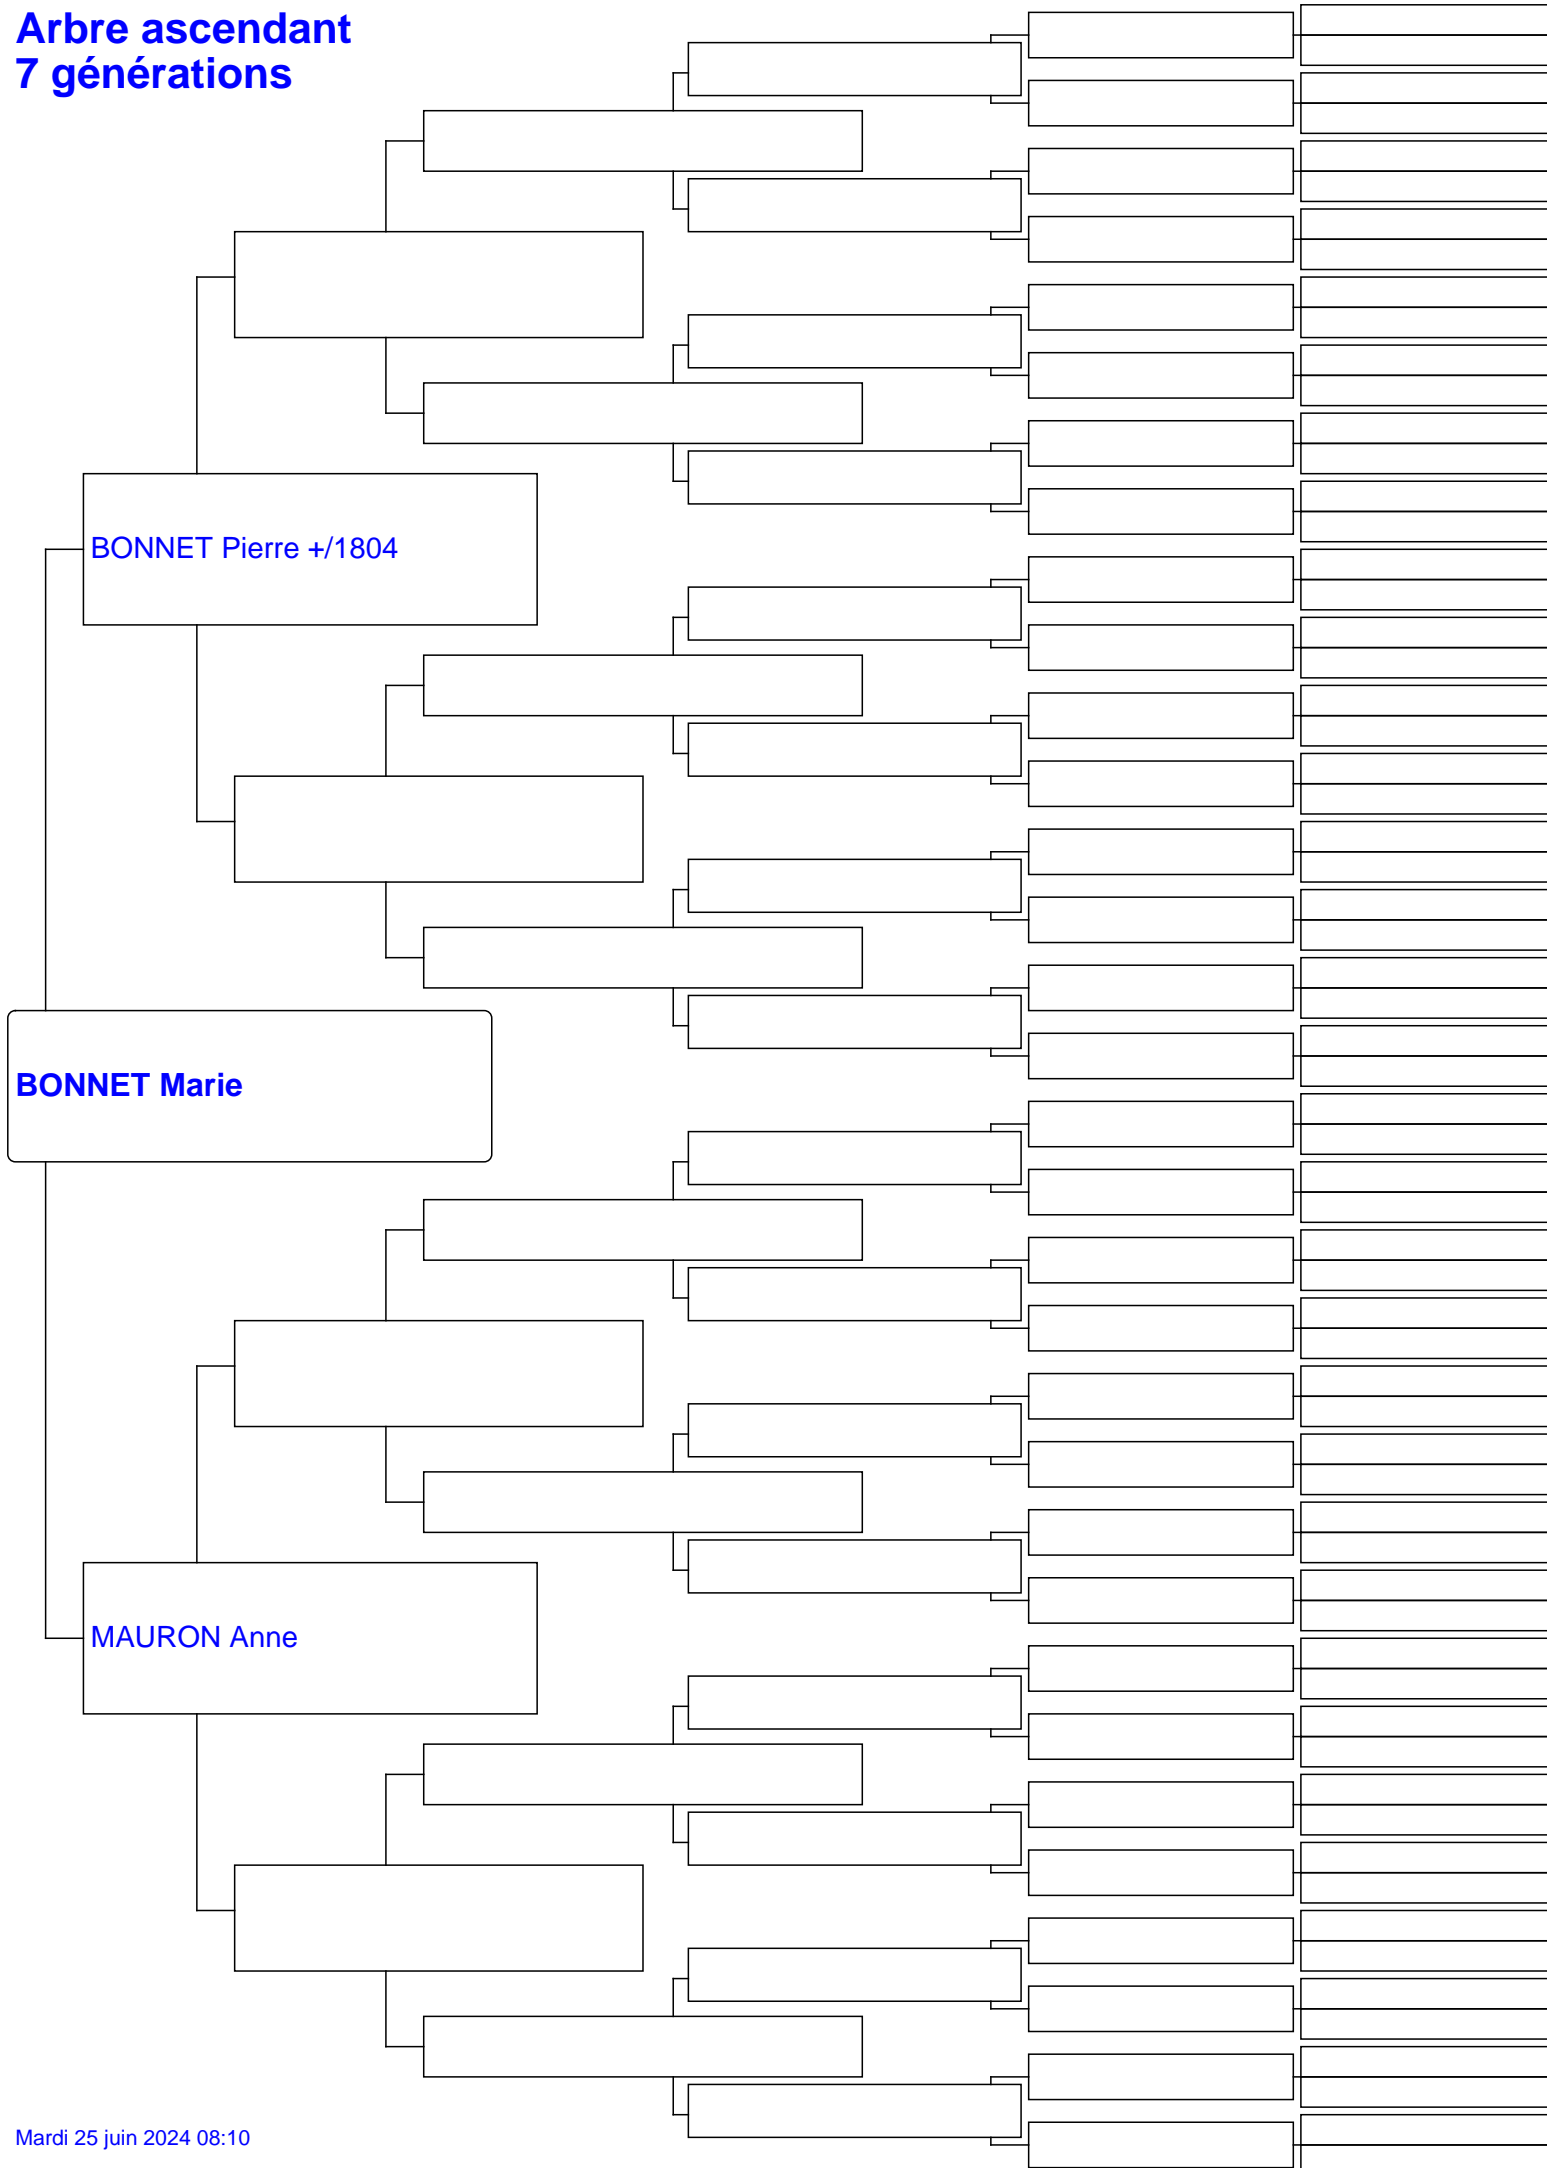 Arbre ascendant
7 générations
BONNET Pierre +/1804
BONNET Marie
MAURON Anne
Mardi 25 juin 2024 08:10